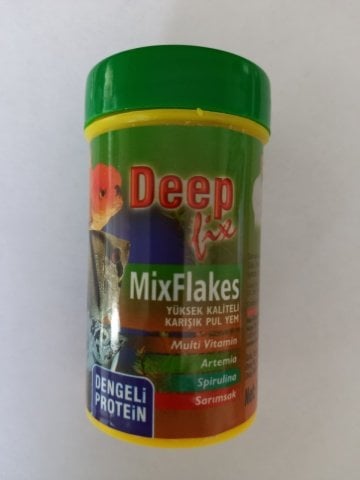 Deep
fix
MixFlakes
YÜKSEK KALİTELİ
KARIŞIK PUL YEM
Multi Vitamin
Artemia
Spirulina
Sarımsak
DENGELİ
PROTEİN